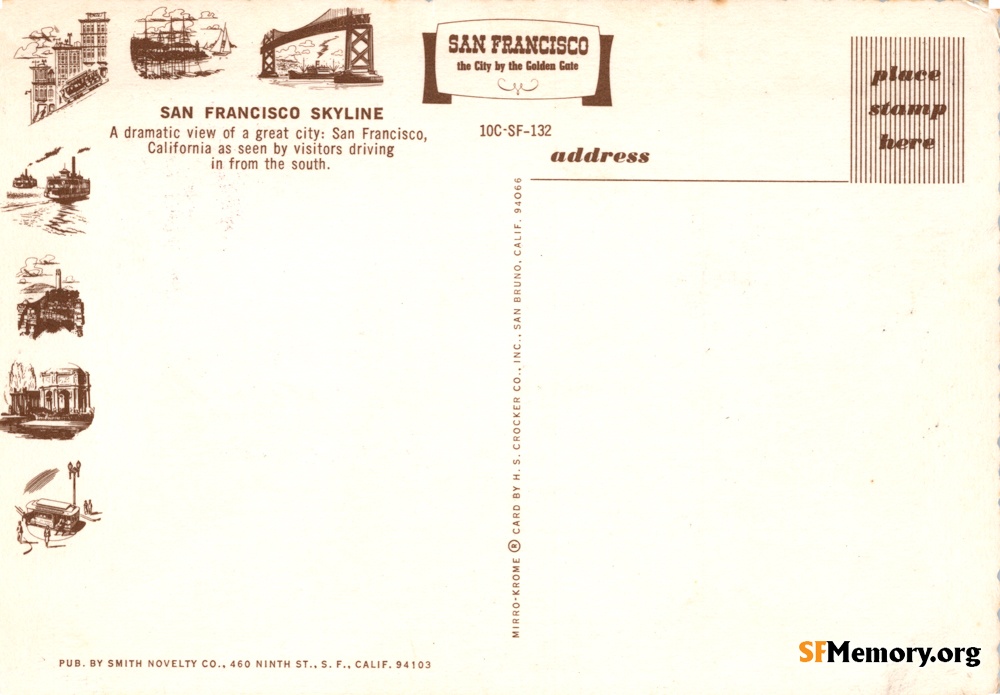 SAN FRANCISCO
the City by the Golden Gate
place
stamp
here
SAN FRANCISCO SKYLINE
A dramatic view of a great city: San Francisco,
California as seen by visitors driving
in from the south.
10C-SF-132
address
MIRRO-KROME ® CARD BY H. S. CROCKER CO., INC., SAN BRUNO, CALIF. 94066
PUB. BY SMITH NOVELTY CO., 460 NINTH ST., S. F., CALIF. 94103
SFMemory.org